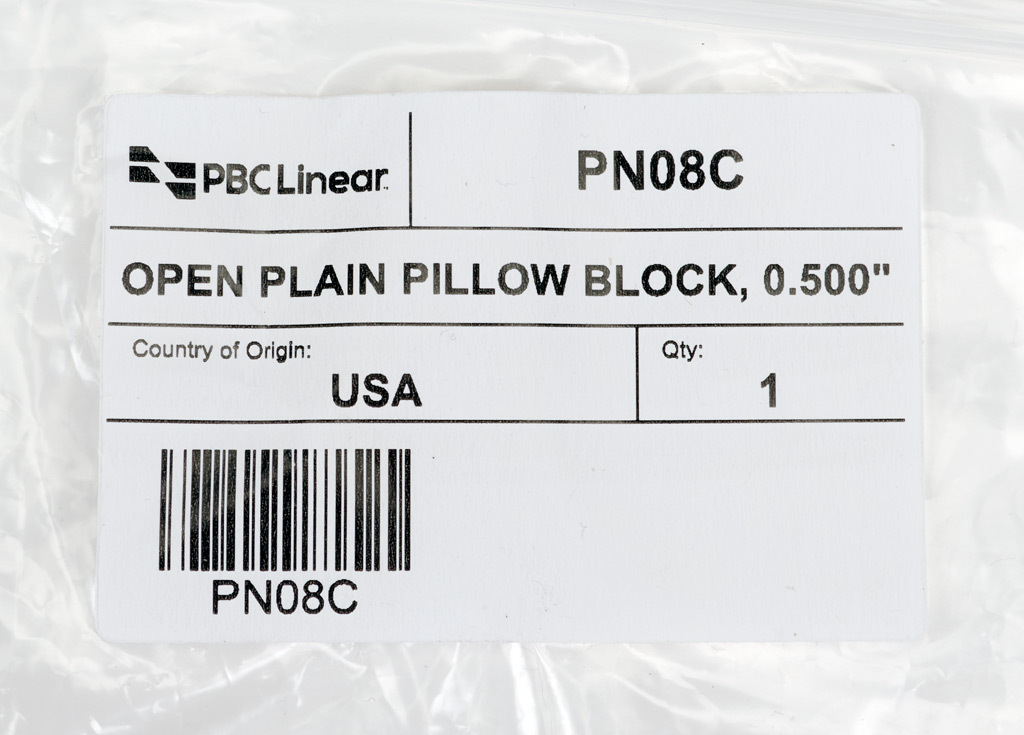 PBC Linear
PN08C
OPEN PLAIN PILLOW BLOCK, 0.500"
Country of Origin:
USA
Qty:
1
PN08C